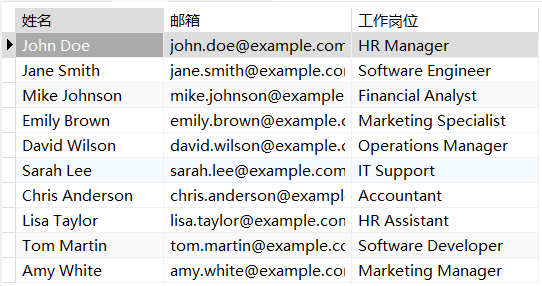 姓名 邮箱 工作岗位
John Doe john.doe@example.com HR Manager
Jane Smith jane.smith@example.co Software Engineer
Mike Johnson mike.johnson@example Financial Analyst
Emily Brown emily.brown@example.c Marketing Specialist
David Wilson david.wilson@example. Operations Manager
Sarah Lee sarah.lee@example.com IT Support
Chris Anderson chris.anderson@example Accountant
Lisa Taylor lisa.taylor@example.com HR Assistant
Tom Martin tom.martin@example.co Software Developer
Amy White amy.white@example.com Marketing Manager